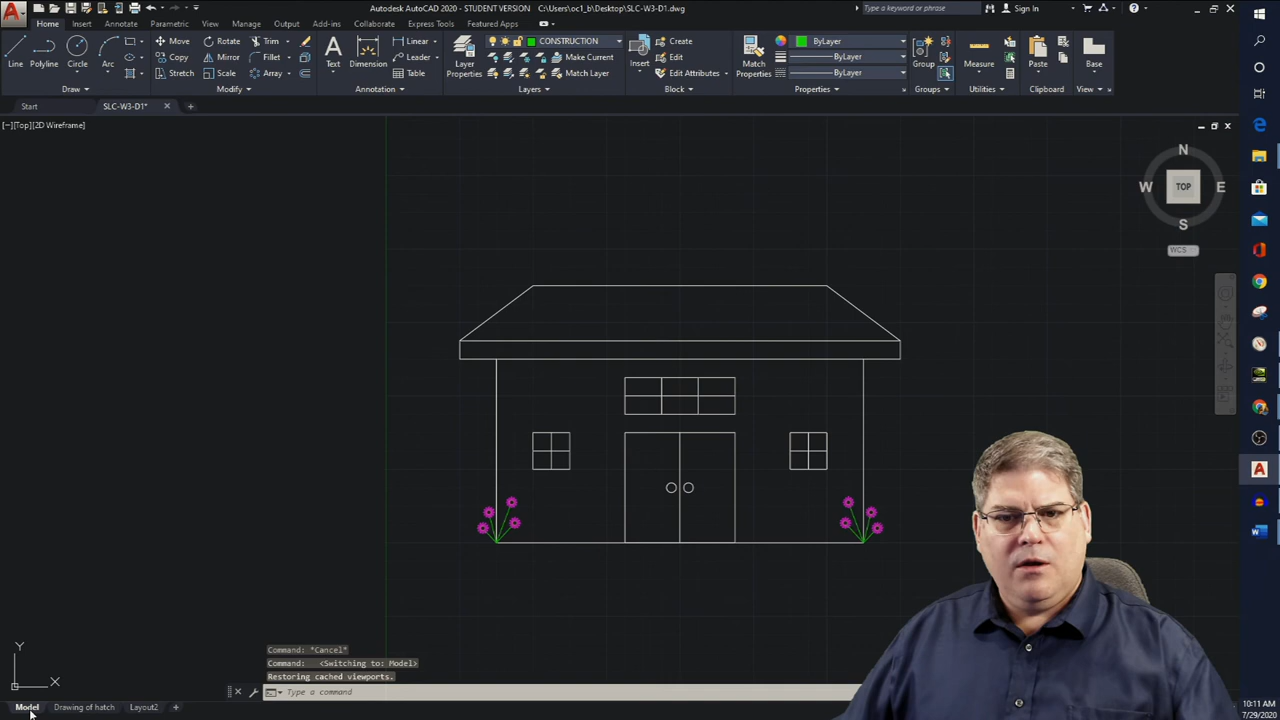 Autodesk AutoCAD 2020 - STUDENT VERSION C:\Users\oc1_b\Desktop\SLC-W3-D1.dwg
Type a keyword or phrase
Sign In
Home Insert Annotate Parametric View Manage Output Add-ins Collaborate Express Tools Featured Apps
Line Polyline Circle Arc
Move Rotate Trim
Copy Mirror Fillet
Stretch Scale Array
Text Dimension
Linear
Leader
Table
Layer Properties
CONSTRUCTION
Make Current
Match Layer
Insert
Create
Edit
Edit Attributes
Match Properties
ByLayer
ByLayer
ByLayer
Group
Measure
Paste
Base
Draw Modify Annotation Layers Block Properties Groups Utilities Clipboard View
Start SLC-W3-D1*
[−][Top][2D Wireframe]
N
W TOP E
S
WCS
Y
X
Command: *Cancel*
Command: <Switching to: Model>
Restoring cached viewports.
Type a command
Model Drawing of hatch Layout2
10:11 AM
7/29/2020